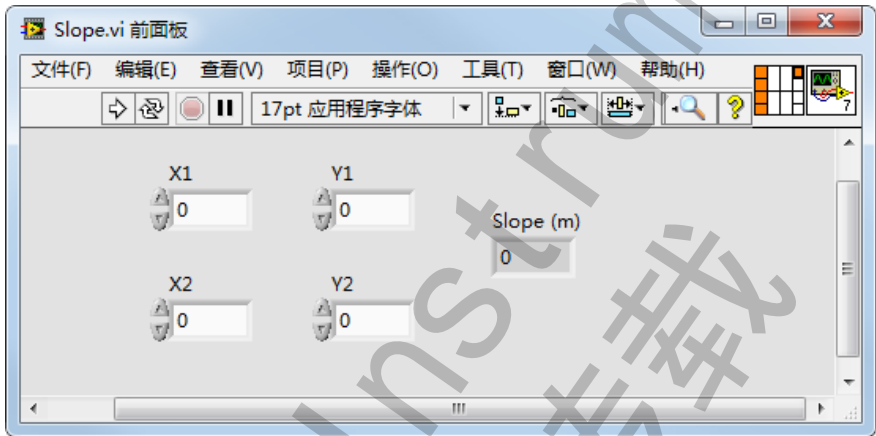 Slope.vi 前面板
文件(F) 编辑(E) 查看(V) 项目(P) 操作(O) 工具(T) 窗口(W) 帮助(H)
17pt 应用程序字体
7
X1 Y1
0 0
Slope (m)
0
X2 Y2
0 0
Instrum
载